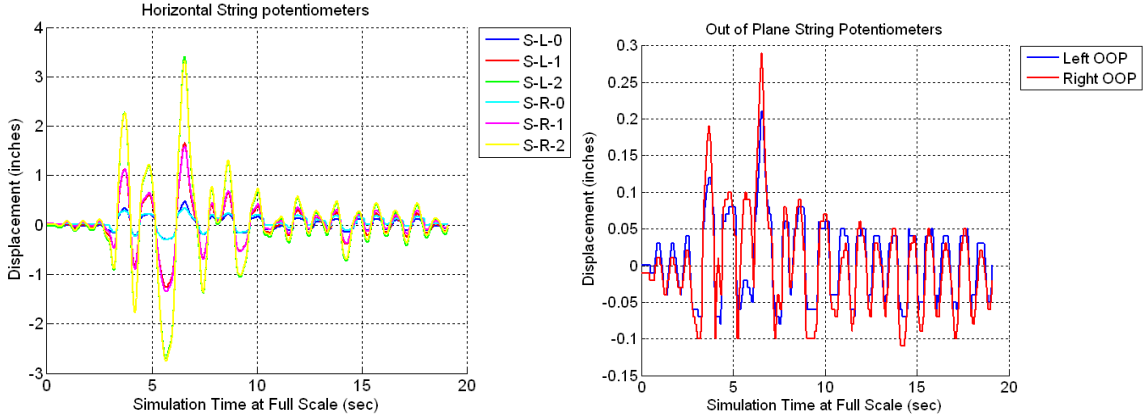 Horizontal String potentiometers
4
3
2
1
0
-1
-2
-3
Displacement (inches)
0
5
10
15
20
Simulation Time at Full Scale (sec)
S-L-0
S-L-1
S-L-2
S-R-0
S-R-1
S-R-2
Out of Plane String Potentiometers
0.3
0.25
0.2
0.15
0.1
0.05
0
-0.05
-0.1
-0.15
Displacement (inches)
0
5
10
15
20
Simulation Time at Full Scale (sec)
Left OOP
Right OOP